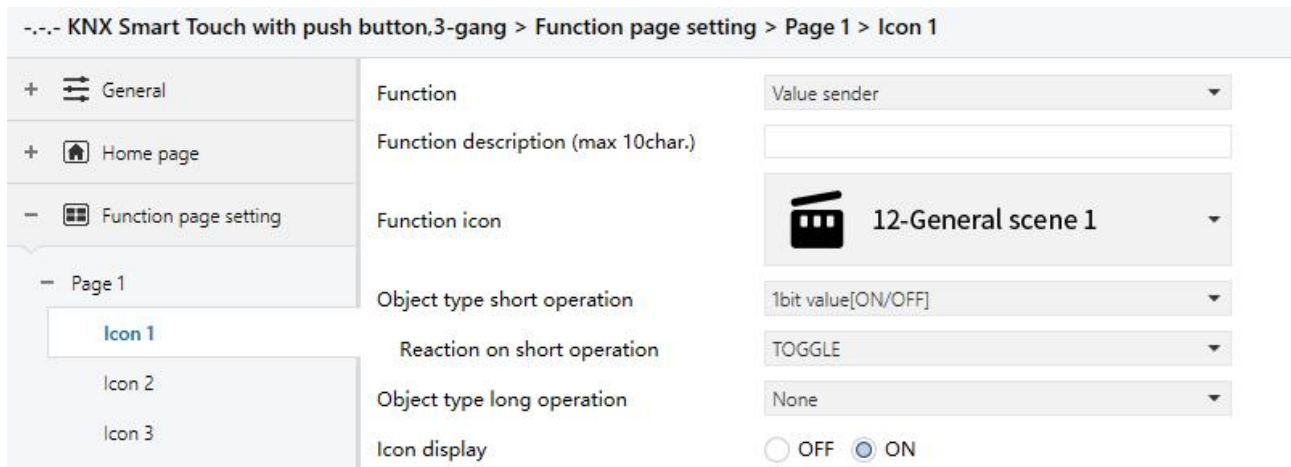 -.-.- KNX Smart Touch with push button,3-gang > Function page setting > Page 1 > Icon 1
+ General
+ Home page
− Function page setting
− Page 1
Icon 1
Icon 2
Icon 3
Function Value sender
Function description (max 10char.)
Function icon 12-General scene 1
Object type short operation 1bit value[ON/OFF]
Reaction on short operation TOGGLE
Object type long operation None
Icon display OFF ON